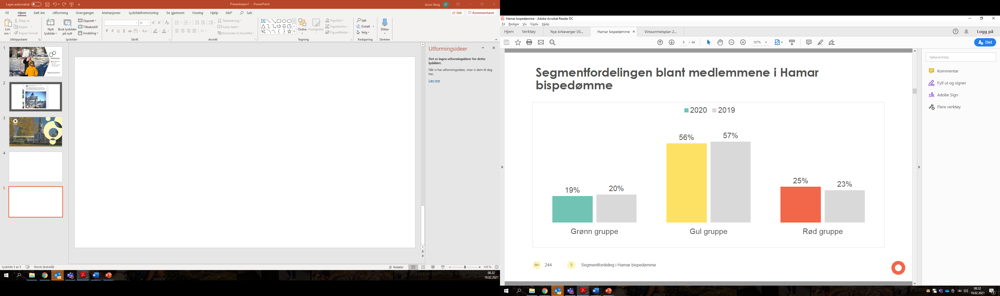 Lagre automatisk
Presentasjon1 - PowerPoint
Jorun Vang
JV
Fil
Hjem
Sett inn
Utforming
Overganger
Animasjoner
Lysbildefremvisning
Se gjennom
Visning
Hjelp
360°
Søk
Del
Kommentarer
Lim inn
Klipp ut
Kopier
Kopier format
Utklippstavle
Nytt lysbilde
Bruk lysbilder på nytt
Oppsett
Tilbakestill
Inndeling
Lysbilder
24
F K U S ab AV Aa
Skrift
Tekstretning
Juster tekst
Konverter til SmartArt
Avsnitt
Ordne
Hurtigstiler
Figurfyll
Figurkontur
Figureffekter
Tegning
Søk
Erstatt
Velg
Redigering
Dikter
Stemme
1
Folkekyrkja
2
3
HAMAR BISPEDØMME
4
5
Utformingsideer
Det er ingen utformingsideer for dette
lysbildet.
Når vi har utformingsideer, viser vi dem til deg
her.
Lær mer
Lysbilde 5 av 5
Norsk (bokmål)
Notater
103 %
08.32
19.02.2021
Hamar bispedømme - Adobe Acrobat Reader DC
Fil Rediger Vis Vindu Hjelp
Hjem
Verktøy
Nye kirkeverger 05...
Hamar bispedømme
Virksomhetsplan 2...
Logg på
8 / 44
107%
Del
Søkeverktøy
Kommentar
Fyll ut og signer
Adobe Sign
Flere verktøy
Segmentfordelingen blant medlemmene i Hamar
bispedømme
2020 2019
56% 57%
25% 23%
19% 20%
Grønn gruppe
Gul gruppe
Rød gruppe
n= 244
? Segmentfordeling i Hamar bispedømme
08.32
19.02.2021